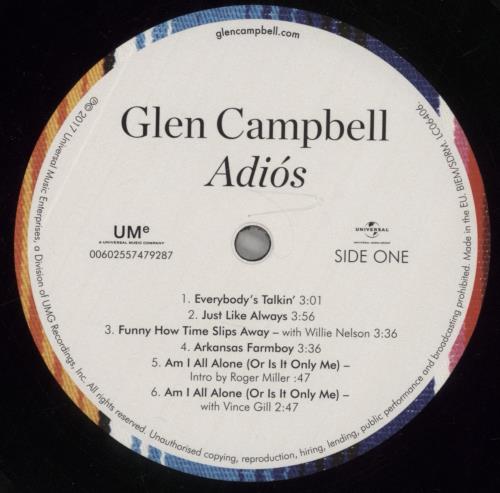 glencampbell.com
Glen Campbell
Adiós
UMe
A UNIVERSAL MUSIC COMPANY
00602557479287
UNIVERSAL
UNIVERSAL MUSIC GROUP
SIDE ONE
1. Everybody's Talkin' 3:01
2. Just Like Always 3:56
3. Funny How Time Slips Away – with Willie Nelson 3:36
4. Arkansas Farmboy 3:36
5. Am I All Alone (Or Is It Only Me) –
Intro by Roger Miller :47
6. Am I All Alone (Or Is It Only Me) –
with Vince Gill 2:47
℗© 2017 Universal Music Enterprises, a Division of UMG Recordings, Inc. All rights reserved. Unauthorised copying, reproduction, hiring, lending, public performance and broadcasting prohibited. Made in the EU. BIEM/SDRM. LC06406.